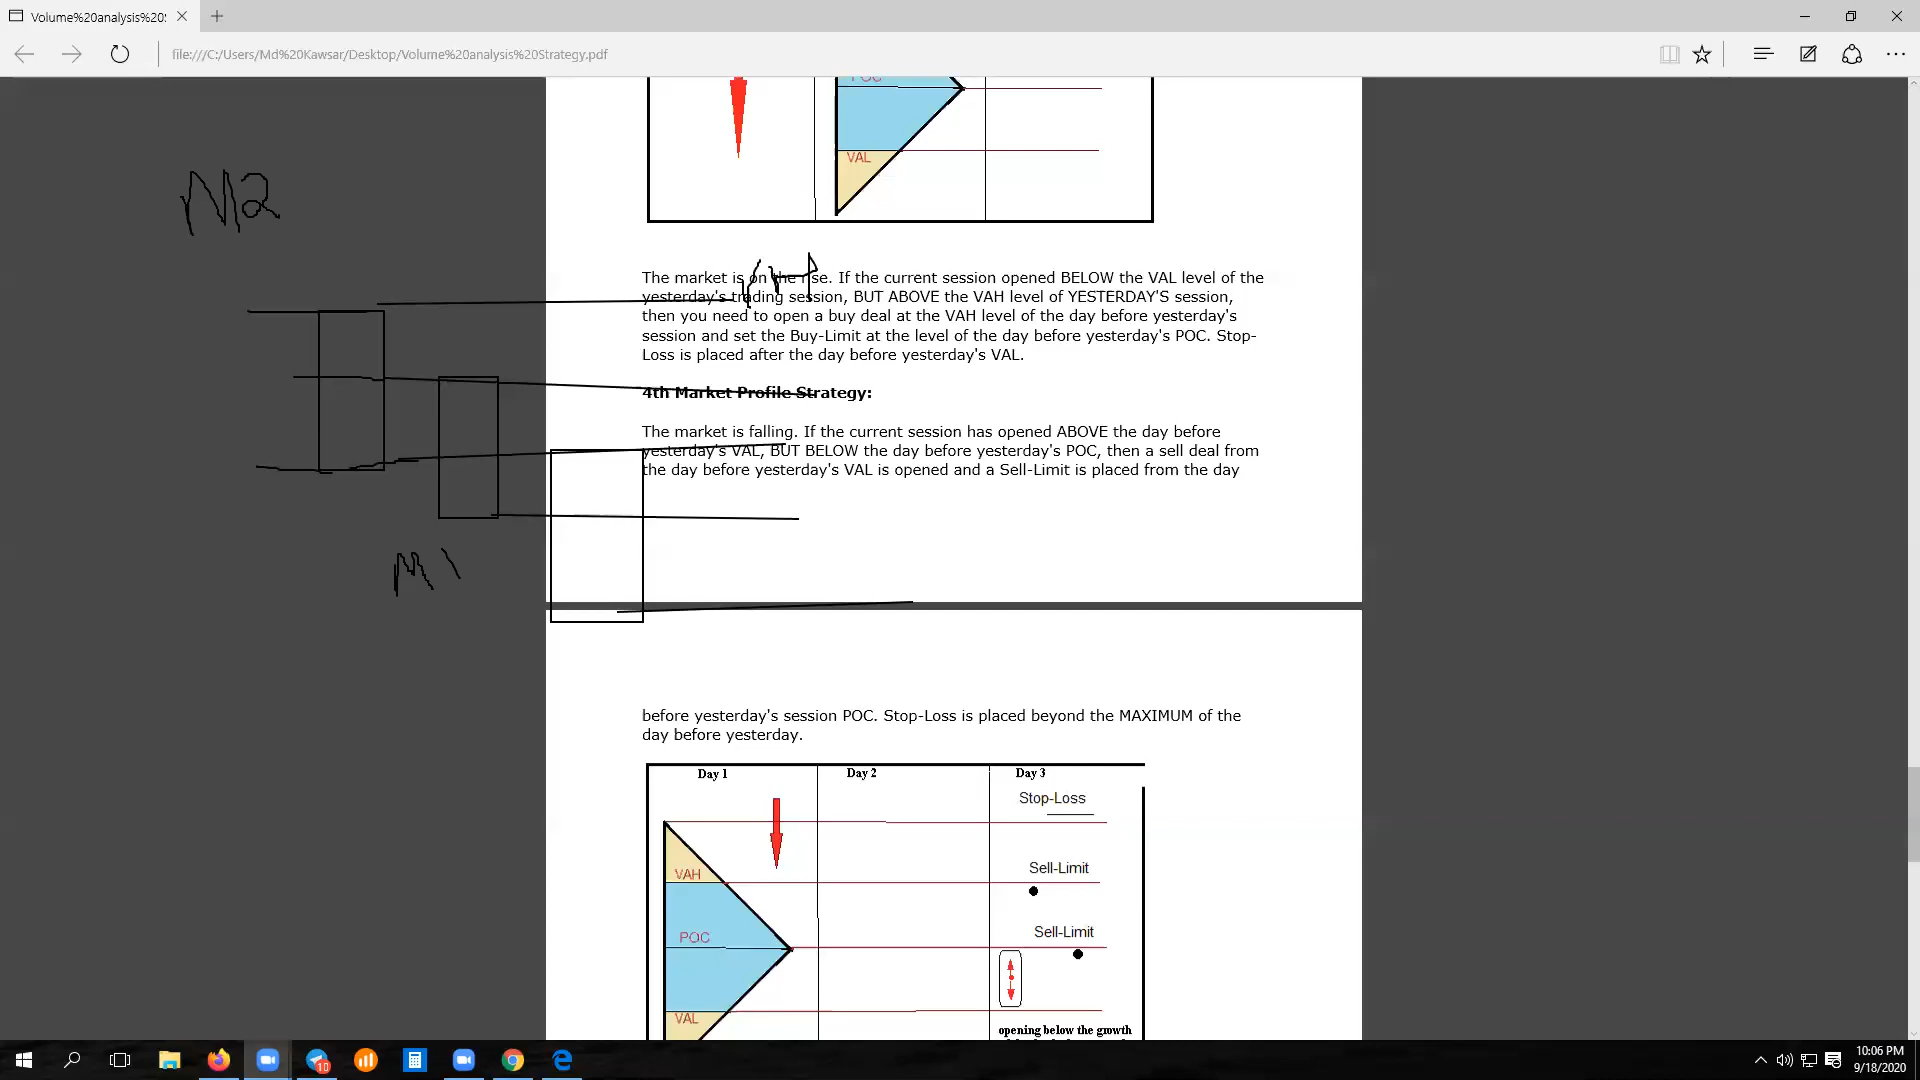 Volume%20analysis%20S
file:///C:/Users/Md%20Kawsar/Desktop/Volume%20analysis%20Strategy.pdf
POC
VAL
The market is on the rise. If the current session opened BELOW the VAL level of the
yesterday's trading session, BUT ABOVE the VAH level of YESTERDAY'S session,
then you need to open a buy deal at the VAH level of the day before yesterday's
session and set the Buy-Limit at the level of the day before yesterday's POC. Stop-
Loss is placed after the day before yesterday's VAL.
4th Market Profile Strategy:
The market is falling. If the current session has opened ABOVE the day before
yesterday's VAL, BUT BELOW the day before yesterday's POC, then a sell deal from
the day before yesterday's VAL is opened and a Sell-Limit is placed from the day
before yesterday's session POC. Stop-Loss is placed beyond the MAXIMUM of the
day before yesterday.
Day 1 Day 2 Day 3
Stop-Loss
VAH Sell-Limit
POC Sell-Limit
VAL
opening below the growth
10
10:06 PM
9/18/2020